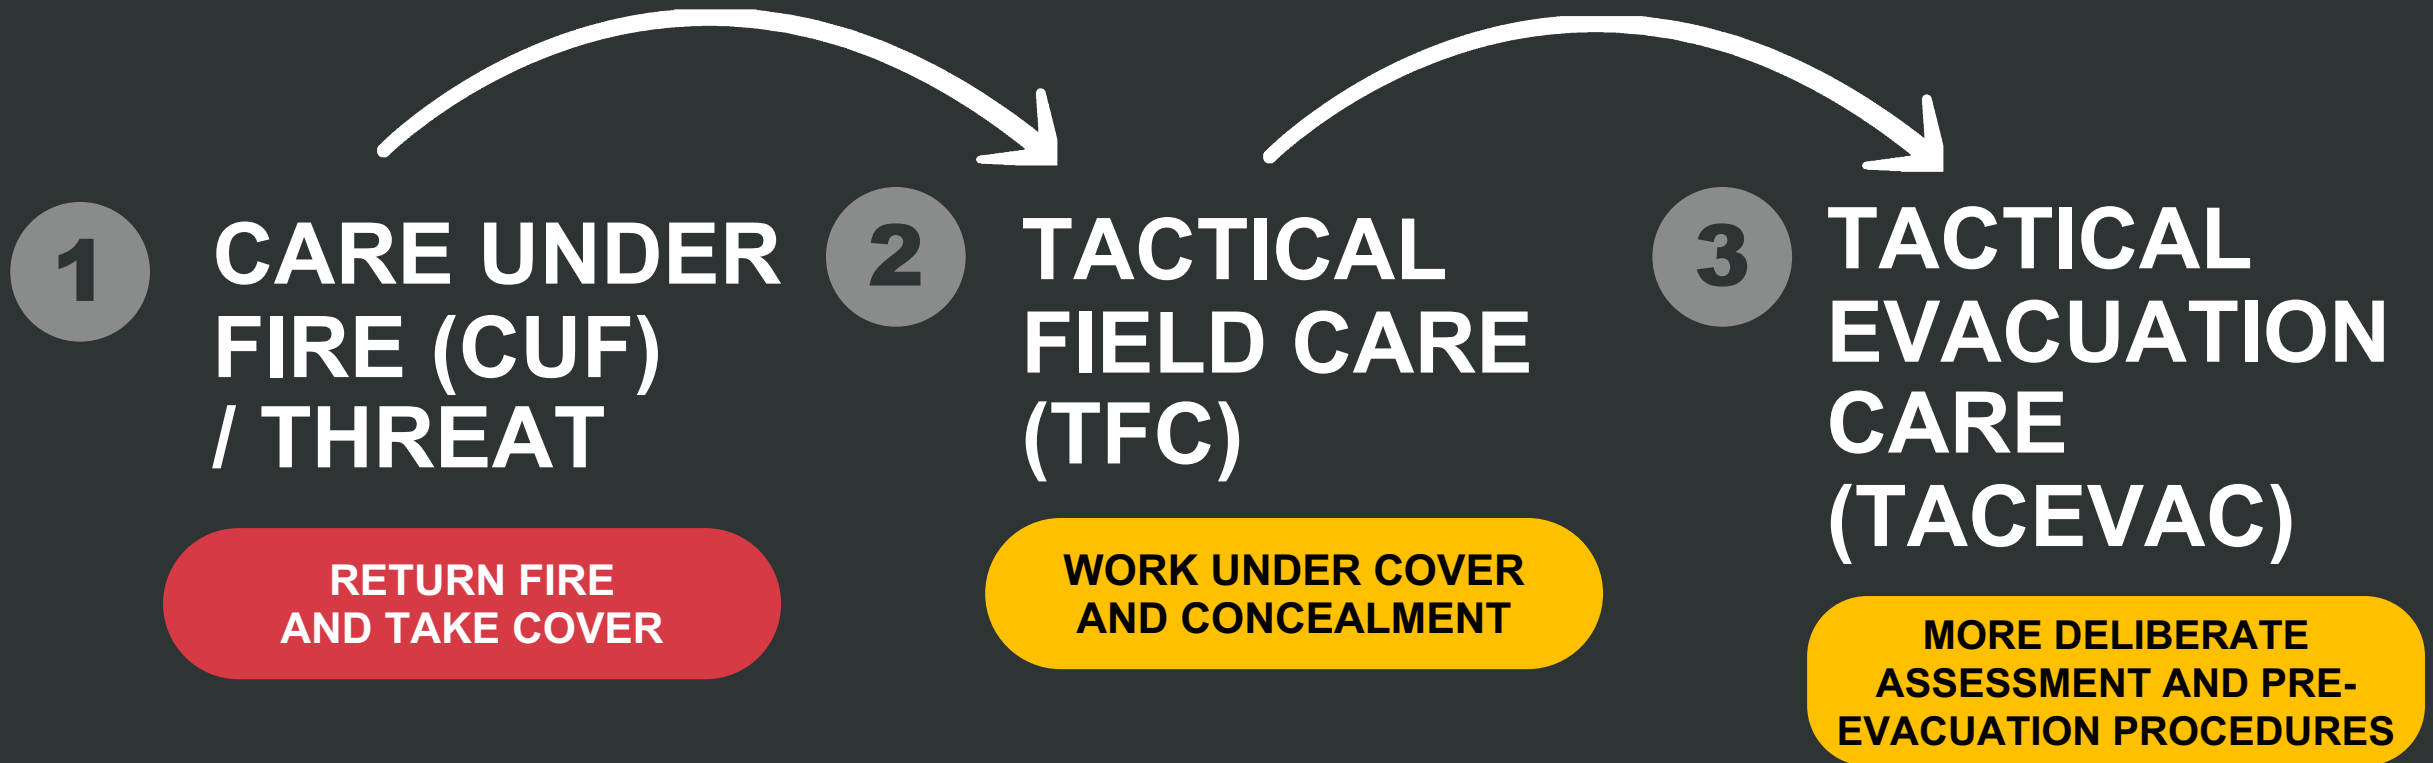 1
CARE UNDER
FIRE (CUF)
/ THREAT
RETURN FIRE
AND TAKE COVER
2
TACTICAL
FIELD CARE
(TFC)
WORK UNDER COVER
AND CONCEALMENT
3
TACTICAL
EVACUATION
CARE
(TACEVAC)
MORE DELIBERATE
ASSESSMENT AND PRE-
EVACUATION PROCEDURES